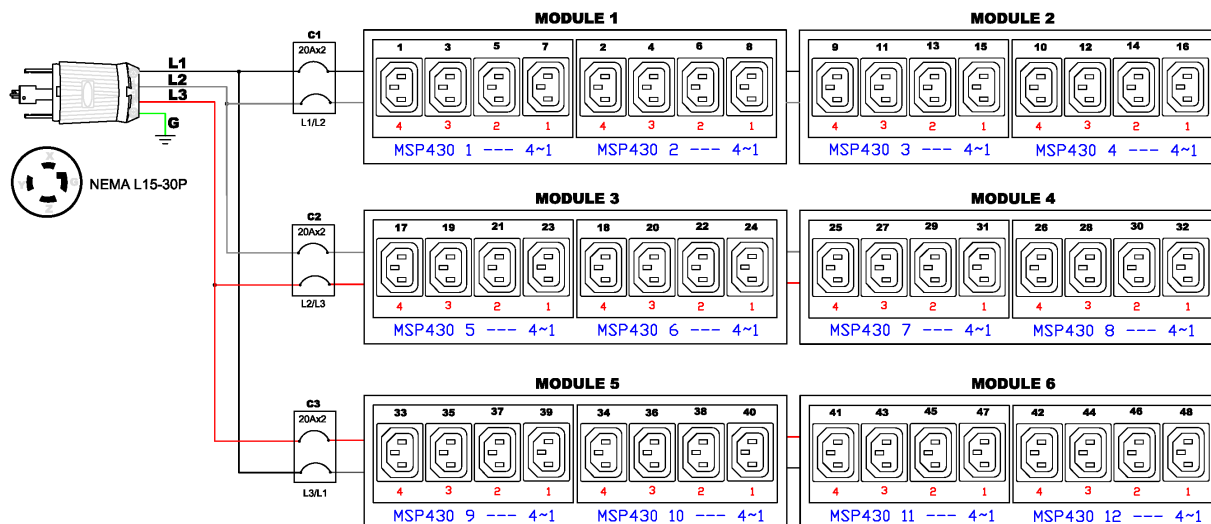 MODULE 1
MODULE 2
C1
20Ax2
L1/L2
L1
L2
L3
G
1 3 5 7 2 4 6 8
4 3 2 1 4 3 2 1
MSP430 1 --- 4~1 MSP430 2 --- 4~1
9 11 13 15 10 12 14 16
4 3 2 1 4 3 2 1
MSP430 3 --- 4~1 MSP430 4 --- 4~1
X
Y
G
Z
NEMA L15-30P
MODULE 3
MODULE 4
C2
20Ax2
L2/L3
17 19 21 23 18 20 22 24
4 3 2 1 4 3 2 1
MSP430 5 --- 4~1 MSP430 6 --- 4~1
25 27 29 31 26 28 30 32
4 3 2 1 4 3 2 1
MSP430 7 --- 4~1 MSP430 8 --- 4~1
MODULE 5
MODULE 6
C3
20Ax2
L3/L1
33 35 37 39 34 36 38 40
4 3 2 1 4 3 2 1
MSP430 9 --- 4~1 MSP430 10 --- 4~1
41 43 45 47 42 44 46 48
4 3 2 1 4 3 2 1
MSP430 11 --- 4~1 MSP430 12 --- 4~1